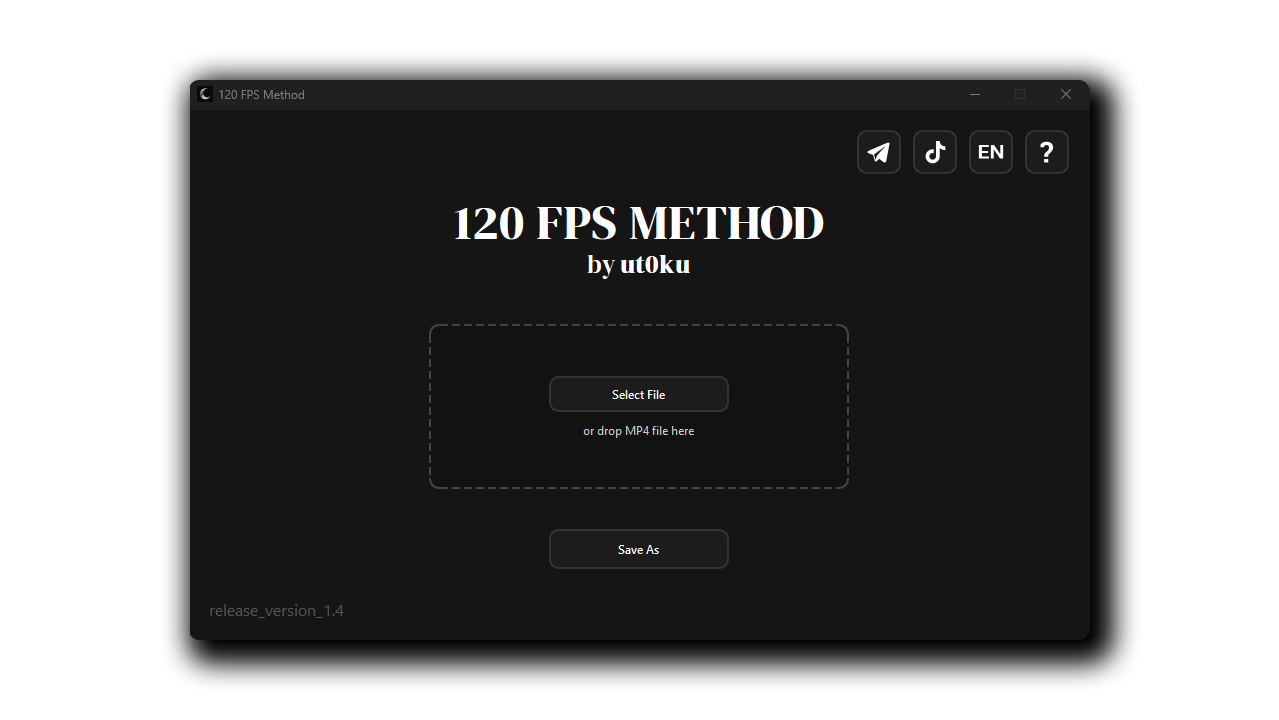 120 FPS Method
EN ?
120 FPS METHOD
by ut0ku
Select File
or drop MP4 file here
Save As
release_version_1.4